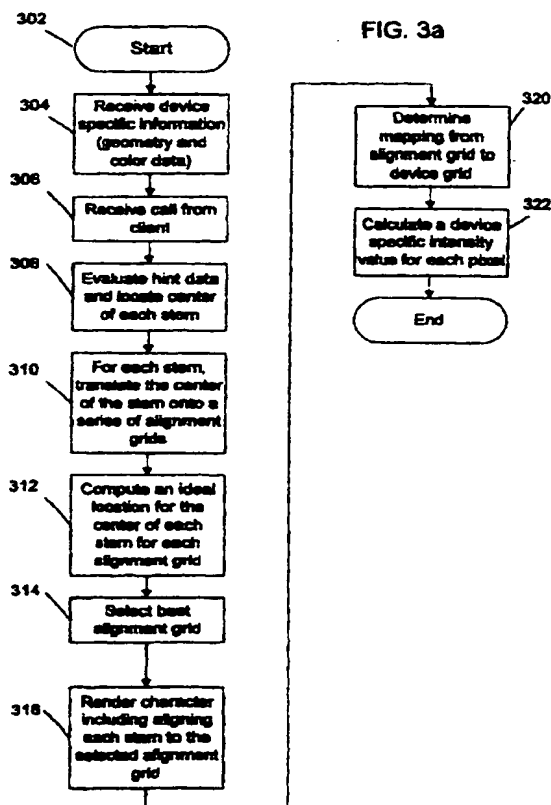 FIG. 3a
302
Start
304
Receive device
specific information
(geometry and
color data)
306
Receive call from
client
308
Evaluate hint data
and locate center
of each stem
310
For each stem,
translate the center
of the stem onto a
series of alignment
grids
312
Compute an ideal
location for the
center of each
stem for each
alignment grid
314
Select best
alignment grid
316
Render character
including aligning
each stem to the
selected alignment
grid
320
Determine
mapping from
alignment grid to
device grid
322
Calculate a device
specific intensity
value for each pixel
End